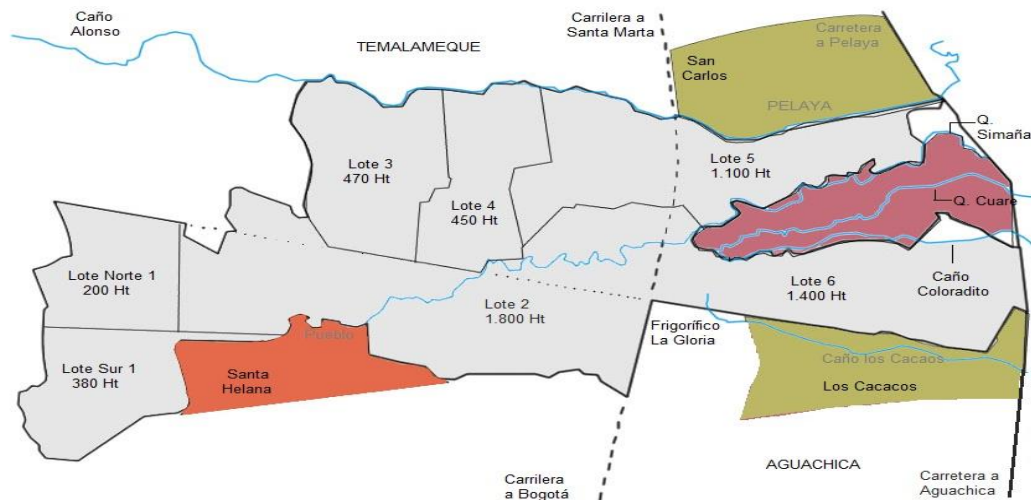 Caño
Alonso
TEMALAMEQUE
Carrilera a
Santa Marta
Carretera
a Pelaya
San
Carlos
PELAYA
Q.
Simaña
Lote 3
470 Ht
Lote 5
1.100 Ht
Lote 4
450 Ht
Q. Cuare
Lote Norte 1
200 Ht
Lote 2
1.800 Ht
Lote 6
1.400 Ht
Caño
Coloradito
Pueblo
Frigorífico
La Gloria
Lote Sur 1
380 Ht
Santa
Helana
Caño los Cacaos
Los Cacacos
AGUACHICA
Carrilera
a Bogotá
Carretera a
Aguachica